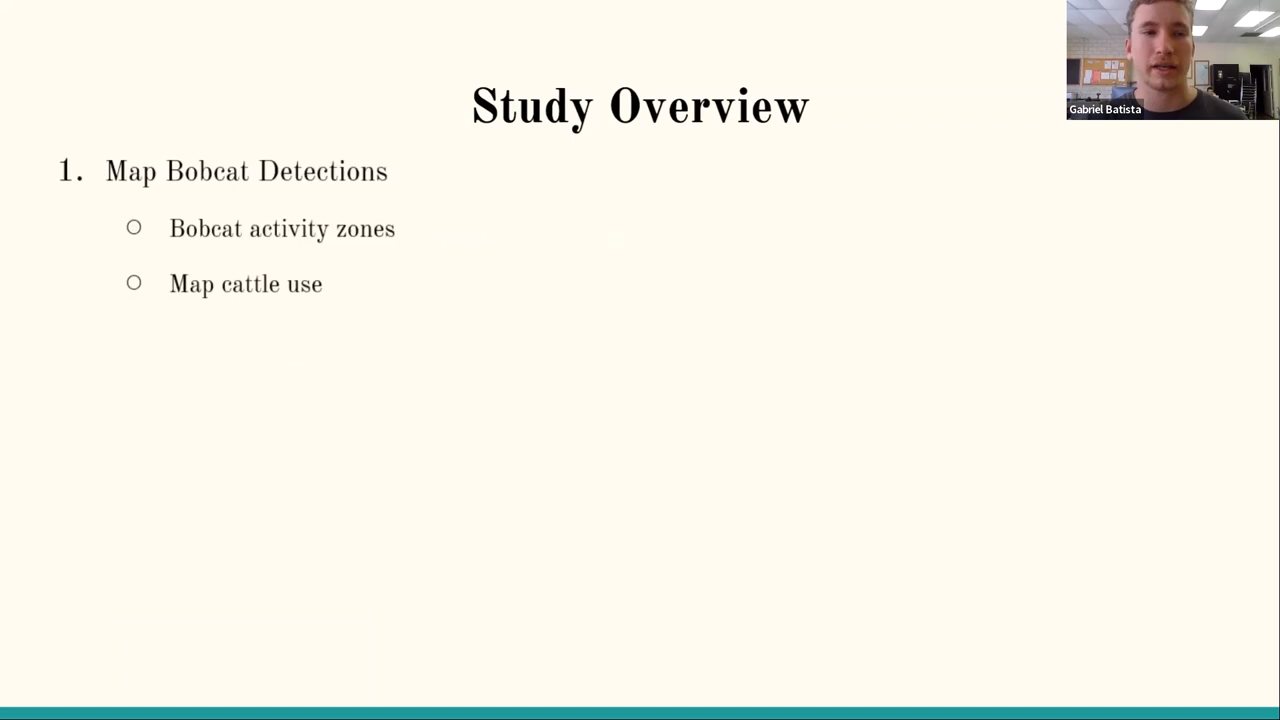 Study Overview
Gabriel Batista
1. Map Bobcat Detections
○ Bobcat activity zones
○ Map cattle use